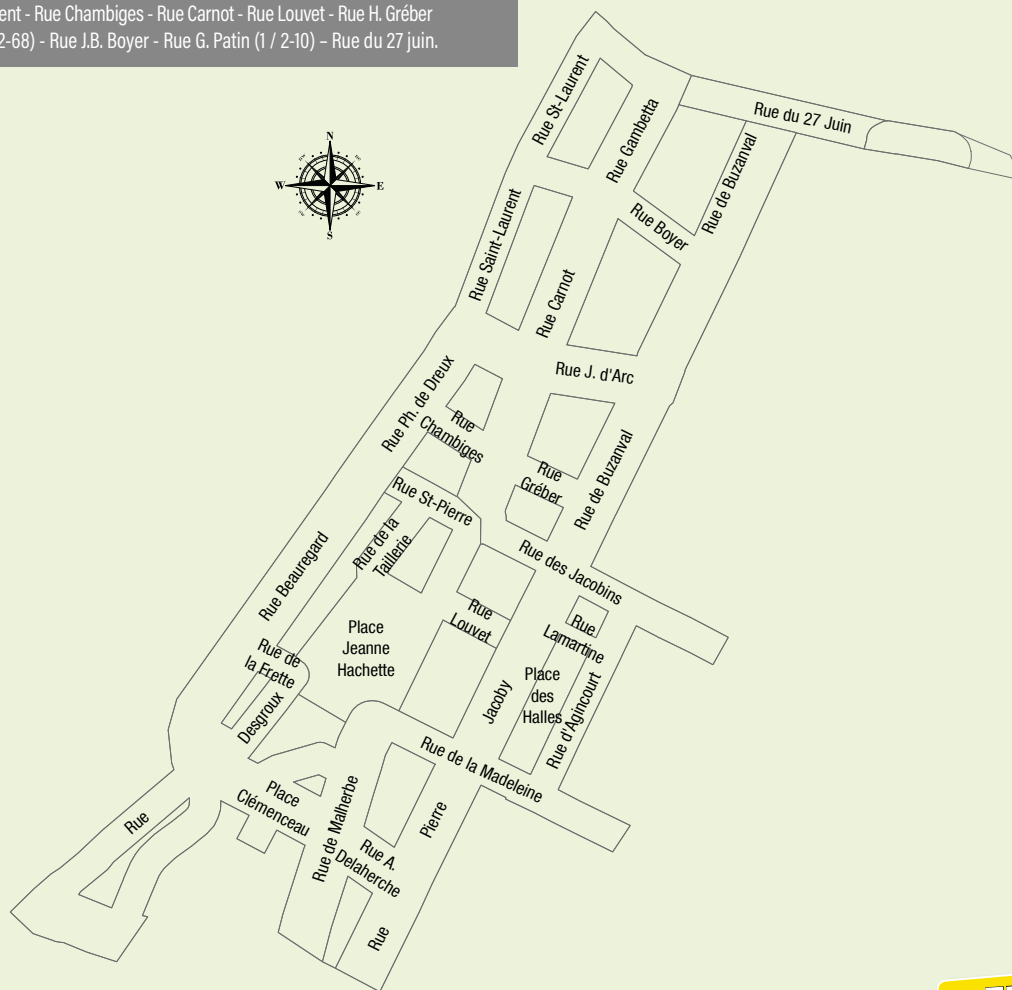 ent - Rue Chambiges - Rue Carnot - Rue Louvet - Rue H. Gréber
2-68) - Rue J.B. Boyer - Rue G. Patin (1 / 2-10) – Rue du 27 juin.
N
W
E
S
Rue St-Laurent
Rue Gambetta
Rue du 27 Juin
Rue de Buzanval
Rue Boyer
Rue Saint-Laurent
Rue Carnot
Rue J. d'Arc
Rue Ph. de Dreux
Rue
Chambiges
Rue
Gréber
Rue de Buzanval
Rue St-Pierre
Rue de la
Taillerie
Rue des Jacobins
Rue Beauregard
Rue
Louvet
Rue
Lamartine
Place
Jeanne
Hachette
Rue de
la Frette
Desgroux
Jacoby
Place
des
Halles
Rue d'Agincourt
Rue de la Madeleine
Place
Clémenceau
Rue de Malherbe
Pierre
Rue
Rue A.
Delaherche
Rue